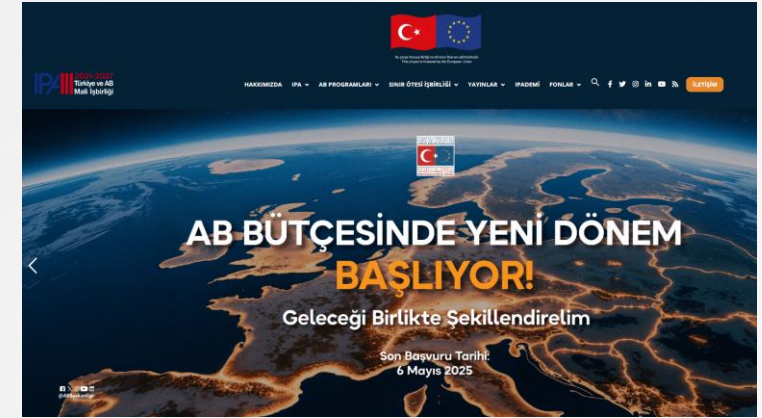 IPA III 2021-2027
Türkiye ve AB
Mali İşbirliği
HAKKIMIZDA IPA AB PROGRAMLARI SINIR ÖTESİ İŞBİRLİĞİ YAYINLAR IPADEMİ FONLAR İLETİŞİM
AB BÜTÇESİNDE YENİ DÖNEM
BAŞLIYOR!
Geleceği Birlikte Şekillendirelim
Son Başvuru Tarihi:
6 Mayıs 2025